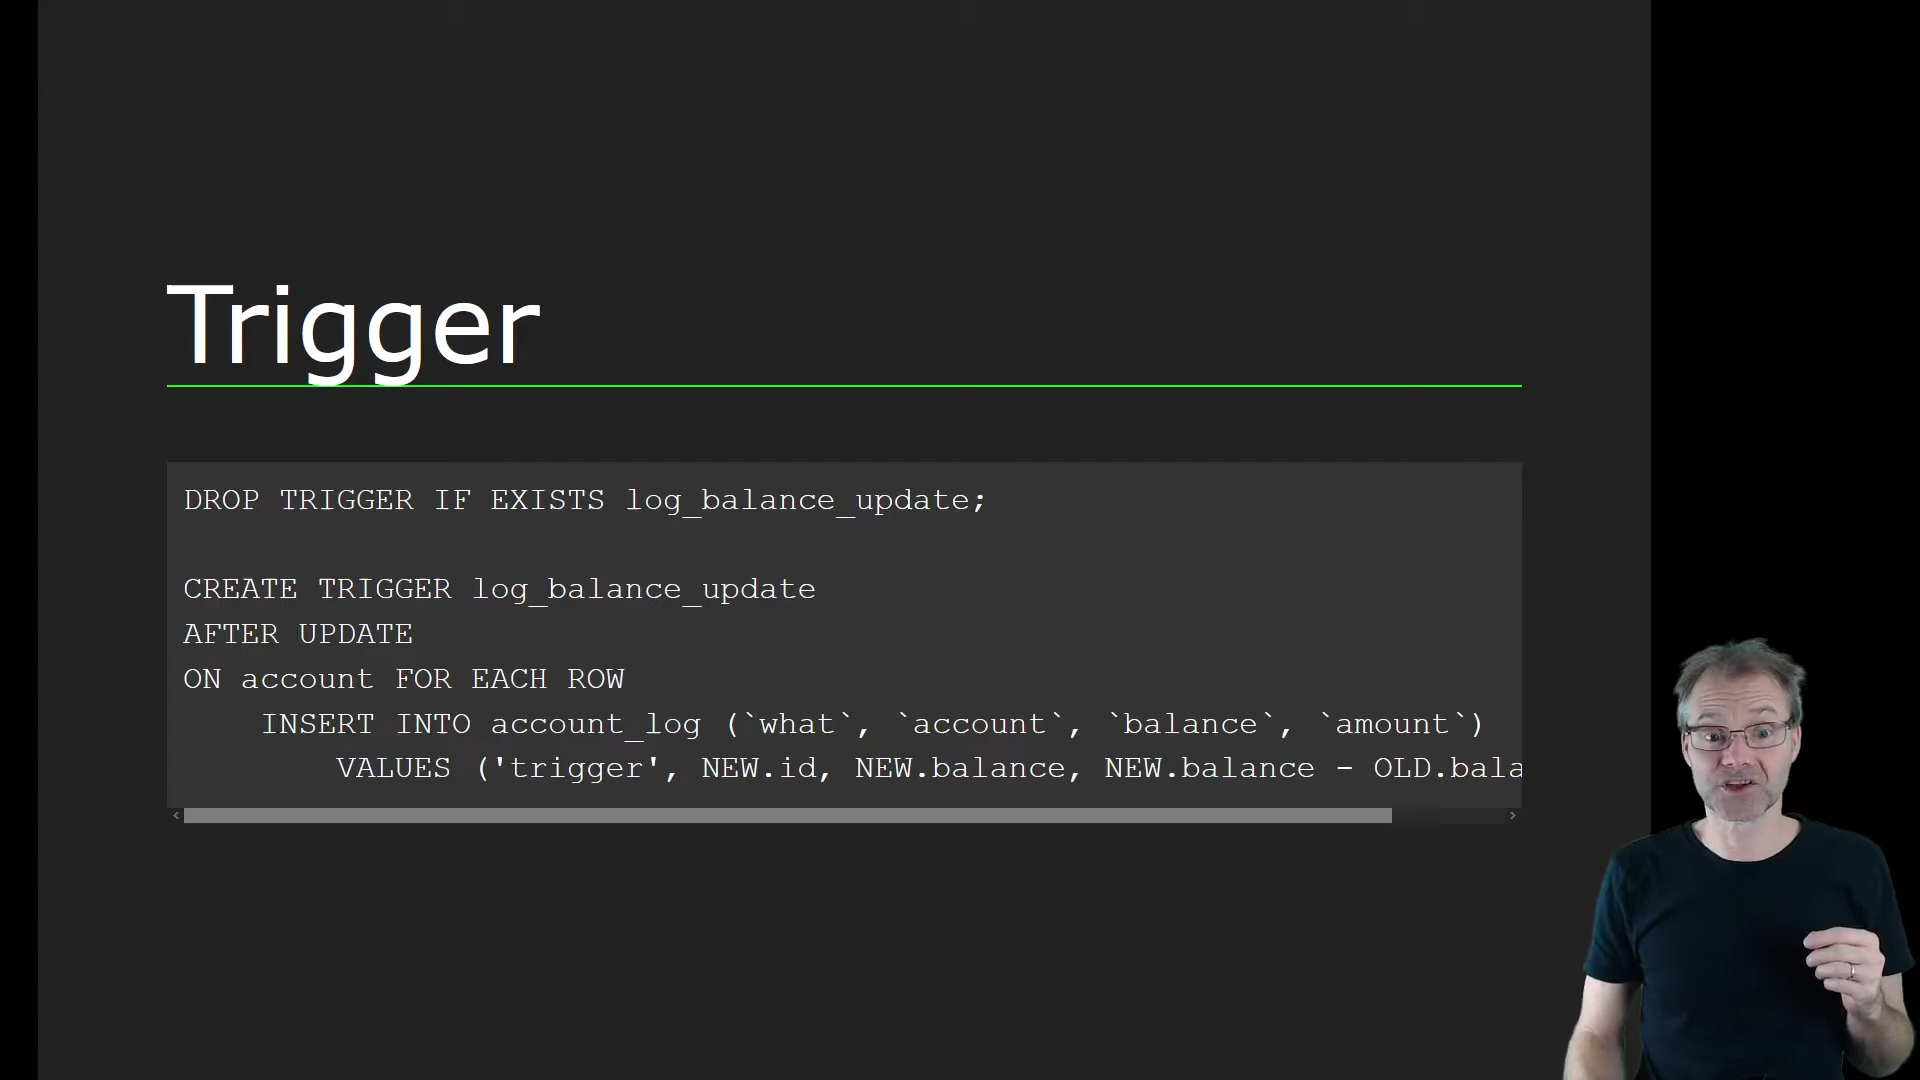 Trigger
DROP TRIGGER IF EXISTS log_balance_update;
CREATE TRIGGER log_balance_update
AFTER UPDATE
ON account FOR EACH ROW
INSERT INTO account_log (`what`, `account`, `balance`, `amount`)
VALUES ('trigger', NEW.id, NEW.balance, NEW.balance - OLD.bala